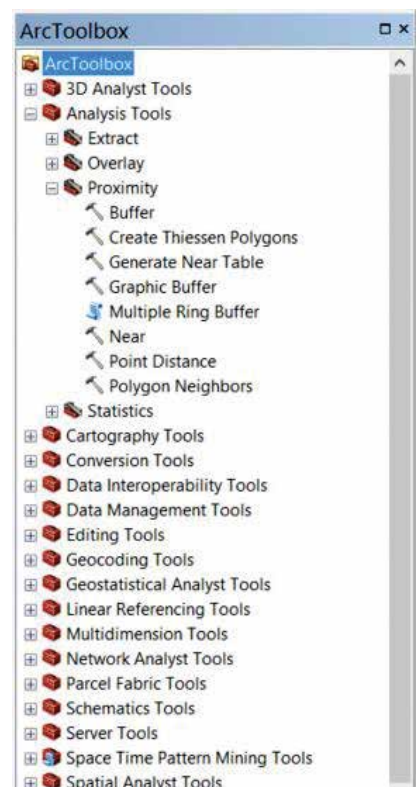 ArcToolbox
ArcToolbox
3D Analyst Tools
Analysis Tools
Extract
Overlay
Proximity
Buffer
Create Thiessen Polygons
Generate Near Table
Graphic Buffer
Multiple Ring Buffer
Near
Point Distance
Polygon Neighbors
Statistics
Cartography Tools
Conversion Tools
Data Interoperability Tools
Data Management Tools
Editing Tools
Geocoding Tools
Geostatistical Analyst Tools
Linear Referencing Tools
Multidimension Tools
Network Analyst Tools
Parcel Fabric Tools
Schematics Tools
Server Tools
Space Time Pattern Mining Tools
Spatial Analyst Tools